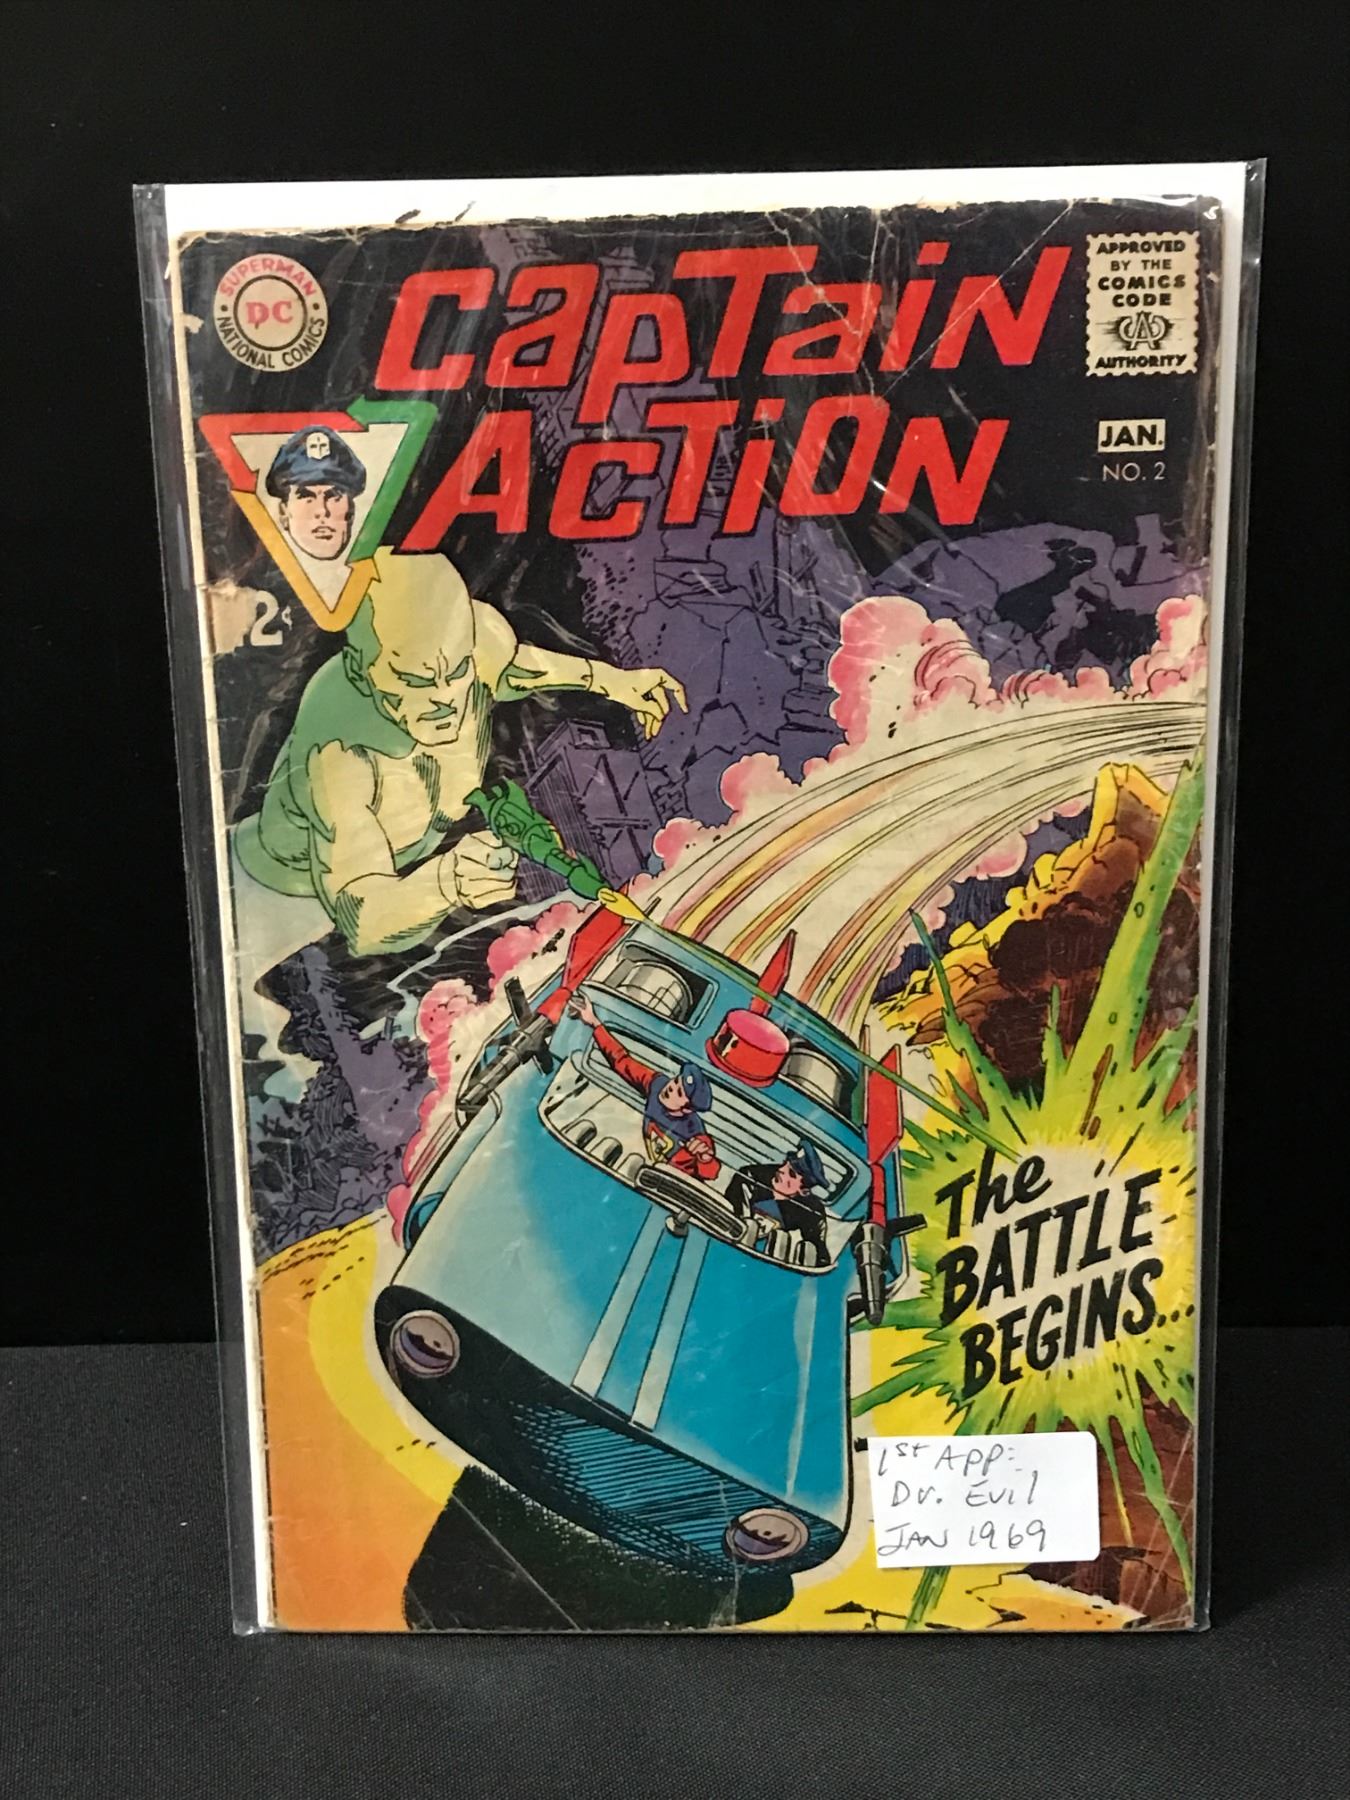 SUPERMAN
DC
NATIONAL COMICS
CapTain
AcTioN
APPROVED
BY THE
COMICS
CODE
AUTHORITY
JAN.
NO. 2
2¢
The
BATTLE
BEGINS...
1st App:
Dr. Evil
JAN 1969